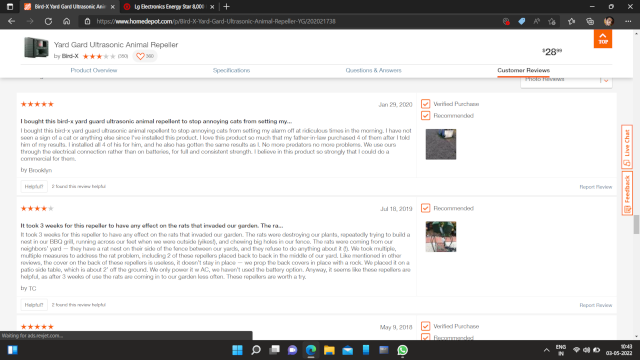 Bird-X Yard Gard Ultrasonic Anim
Lg Electronics Energy Star 8,000
https://www.homedepot.com/p/Bird-X-Yard-Gard-Ultrasonic-Animal-Repeller-YG/202021738
Yard Gard Ultrasonic Animal Repeller
by Bird-X
$28⁹⁹
TOP
Product Overview
Specifications
Questions & Answers
Customer Reviews
Photo Reviews
Jan 29, 2020
Verified Purchase
Recommended
I bought this bird-x yard guard ultrasonic animal repellent to stop annoying cats from setting my...
I bought this bird-x yard guard ultrasonic animal repellent to stop annoying cats from setting my alarm off at ridiculous times in the morning. I have not
seen a sign of a cat or anything else since I've installed this product. I love this product so much that my father-in-law purchased 4 of them after I told
him of my results. I installed all 4 of his for him, and he also has gotten the same results as I. No more predators no more problems. We use ours
through the electrical connection rather than on batteries, for full and consistent strength. I believe in this product so strongly that I could do a
commercial for them.
by Brooklyn
Helpful?
2 found this review helpful
Report Review
Live Chat
Feedback
Jul 18, 2019
Recommended
It took 3 weeks for this repeller to have any effect on the rats that invaded our garden. The ra...
It took 3 weeks for this repeller to have any effect on the rats that invaded our garden. The rats were destroying our plants, repeatedly trying to build a
nest in our BBQ grill, running across our feet when we were outside (yikes!), and chewing big holes in our fence. The rats were coming from our
neighbors' yard — they have a rat nest on their side of the fence between our yards, and they refuse to do anything about it (!). We took multiple,
multiple measures to address the rat problem, including 2 of these repellers placed back to back in the middle of our yard. Like mentioned in other
reviews, the cover on the back of these repellers is useless, it doesn't stay in place — we prop the back covers in place with a rock. We placed it on a
patio side table, which is about 2' off the ground. We only power it w AC, we haven't used the battery option. Anyway, it seems like these repellers are
helpful, as after 3 weeks of use the rats are coming in to our garden less often. These repellers are worth a try.
by TC
Helpful?
2 found this review helpful
Report Review
May 9, 2018
Verified Purchase
Recommended
Waiting for vds.enjet.com...
ENG
IN
10:43
03-05-2022